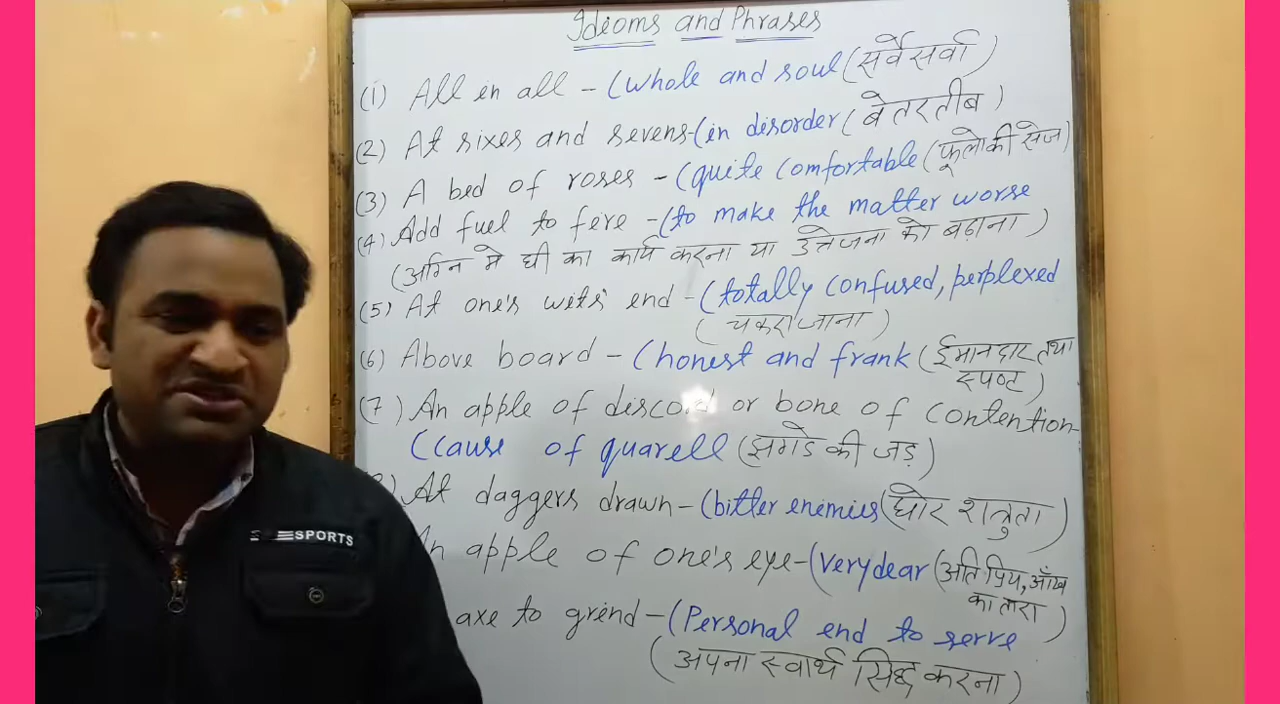 Idioms and Phrases
(1) All in all - (whole and soul (सर्वेसर्वा)
(2) At sixes and sevens-(in disorder (बेतरतीब)
(3) A bed of roses - (quite comfortable (फूलो की सेज)
(4) Add fuel to fire - (to make the matter worse
(अग्नि मे घी का कार्य करना या उत्तेजना को बढ़ाना)
(5) At one's wits' end - (totally confused, perplexed
(चकरा जाना)
(6) Above board - (honest and frank (ईमानदार तथा
स्पष्ट)
(7) An apple of discord or bone of contention-
(cause of quarell (झगडे की जड़)
) At daggers drawn - (bitter enemies (घोर शत्रुता)
An apple of one's eye - (very dear (अति प्रिय, आँख
का तारा)
axe to grind - (Personal end to serve
(अपना स्वार्थ सिद्ध करना)
SPORTS